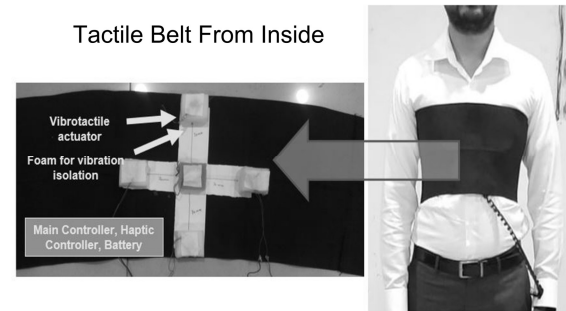 Tactile Belt From Inside
Vibrotactile
actuator
Foam for vibration
isolation
Main Controller, Haptic
Controller, Battery